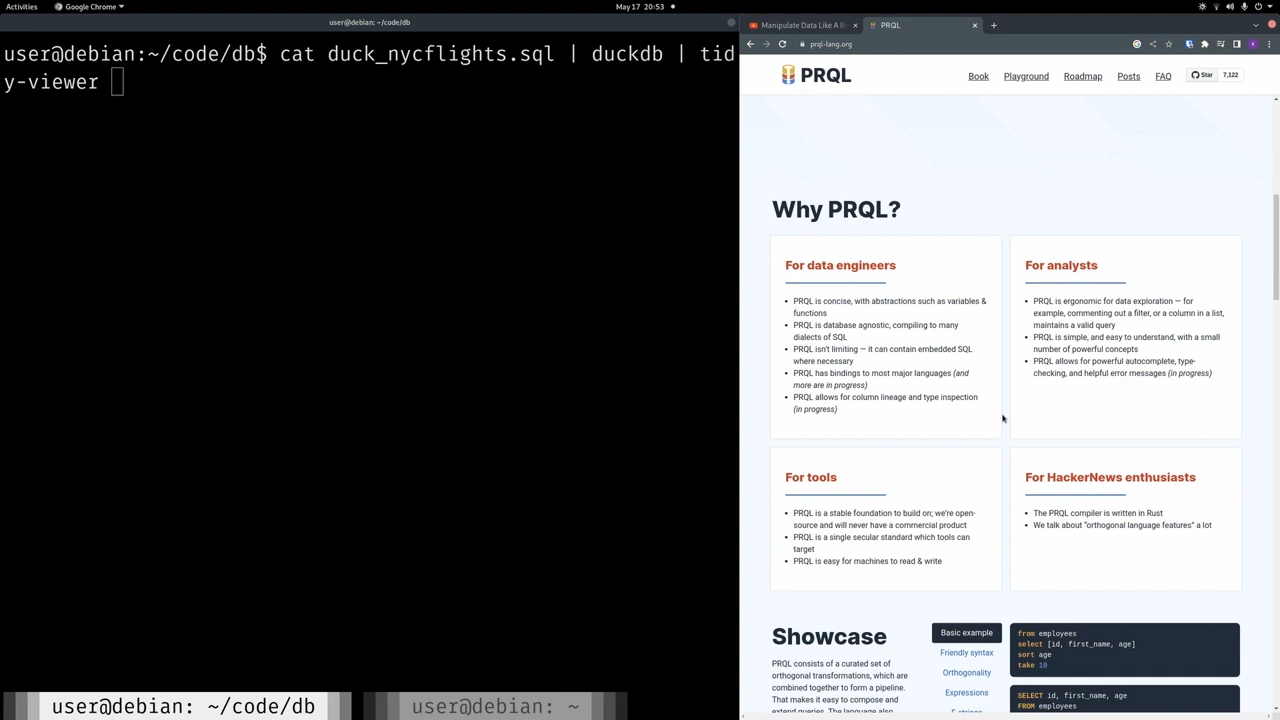 Activities
Google Chrome
May 17 20:53
user@debian: ~/code/db
user@debian:~/code/db$ cat duck_nycflights.sql | duckdb | tid
y-viewer
user@debian: ~/code/db
user@debian: ~
Manipulate Data Like A B
PRQL
prql-lang.org
PRQL
Book
Playground
Roadmap
Posts
FAQ
Star
7,122
Why PRQL?
For data engineers
• PRQL is concise, with abstractions such as variables &
functions
• PRQL is database agnostic, compiling to many
dialects of SQL
• PRQL isn't limiting — it can contain embedded SQL
where necessary
• PRQL has bindings to most major languages (and
more are in progress)
• PRQL allows for column lineage and type inspection
(in progress)
For analysts
• PRQL is ergonomic for data exploration — for
example, commenting out a filter, or a column in a list,
maintains a valid query
• PRQL is simple, and easy to understand, with a small
number of powerful concepts
• PRQL allows for powerful autocomplete, type-
checking, and helpful error messages (in progress)
For tools
• PRQL is a stable foundation to build on; we're open-
source and will never have a commercial product
• PRQL is a single secular standard which tools can
target
• PRQL is easy for machines to read & write
For HackerNews enthusiasts
• The PRQL compiler is written in Rust
• We talk about "orthogonal language features" a lot
Showcase
PRQL consists of a curated set of
orthogonal transformations, which are
combined together to form a pipeline.
That makes it easy to compose and
extend queries. The language also
Basic example
Friendly syntax
Orthogonality
Expressions
F-strings
from employees
select [id, first_name, age]
sort age
take 10
SELECT id, first_name, age
FROM employees